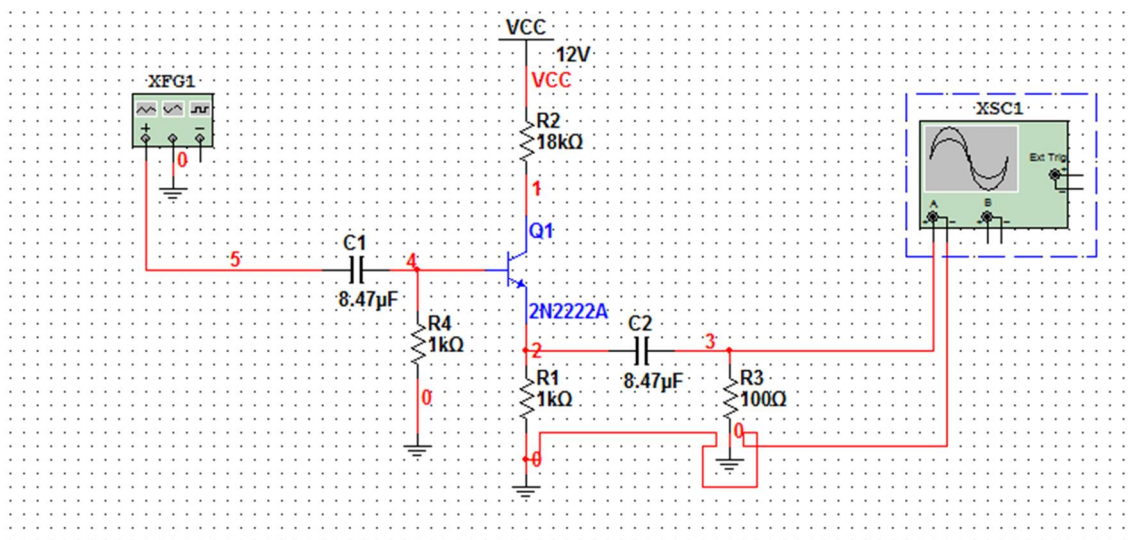 VCC
12V
VCC
XFG1
+
−
0
R2
18kΩ
1
XSC1
Ext Trig
+
−
A
B
+
−
+
−
Q1
5
C1
8.47µF
4
2N2222A
R4
1kΩ
0
2
C2
8.47µF
3
R1
1kΩ
0
R3
100Ω
0